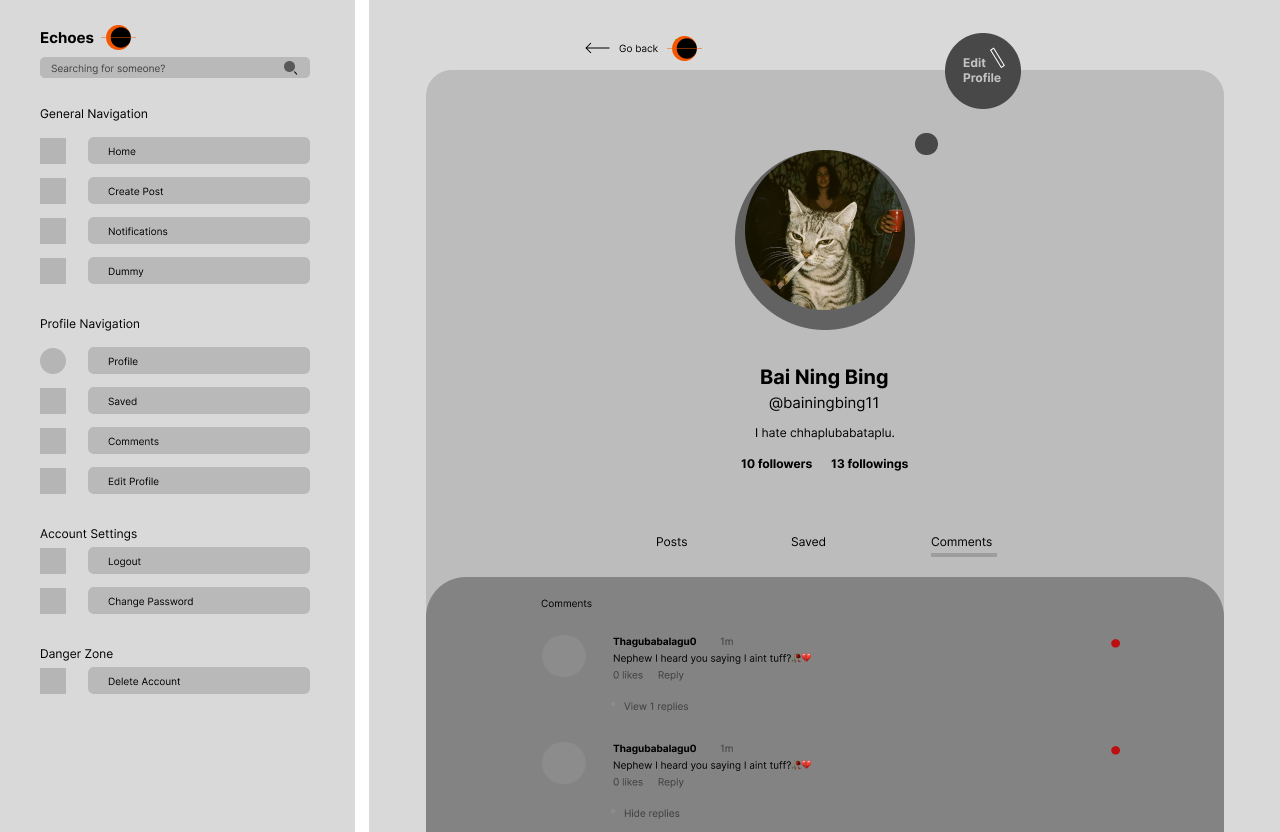 Echoes
Searching for someone?
General Navigation
Home
Create Post
Notifications
Dummy
Profile Navigation
Profile
Saved
Comments
Edit Profile
Account Settings
Logout
Change Password
Danger Zone
Delete Account
Go back
Edit
Profile
Bai Ning Bing
@bainingbing11
I hate chhaplubabataplu.
10 followers 13 followings
Posts Saved Comments
Comments
Thagubabalagu0 1m
Nephew I heard you saying I aint tuff?🥀💔
0 likes Reply
View 1 replies
Thagubabalagu0 1m
Nephew I heard you saying I aint tuff?🥀💔
0 likes Reply
Hide replies